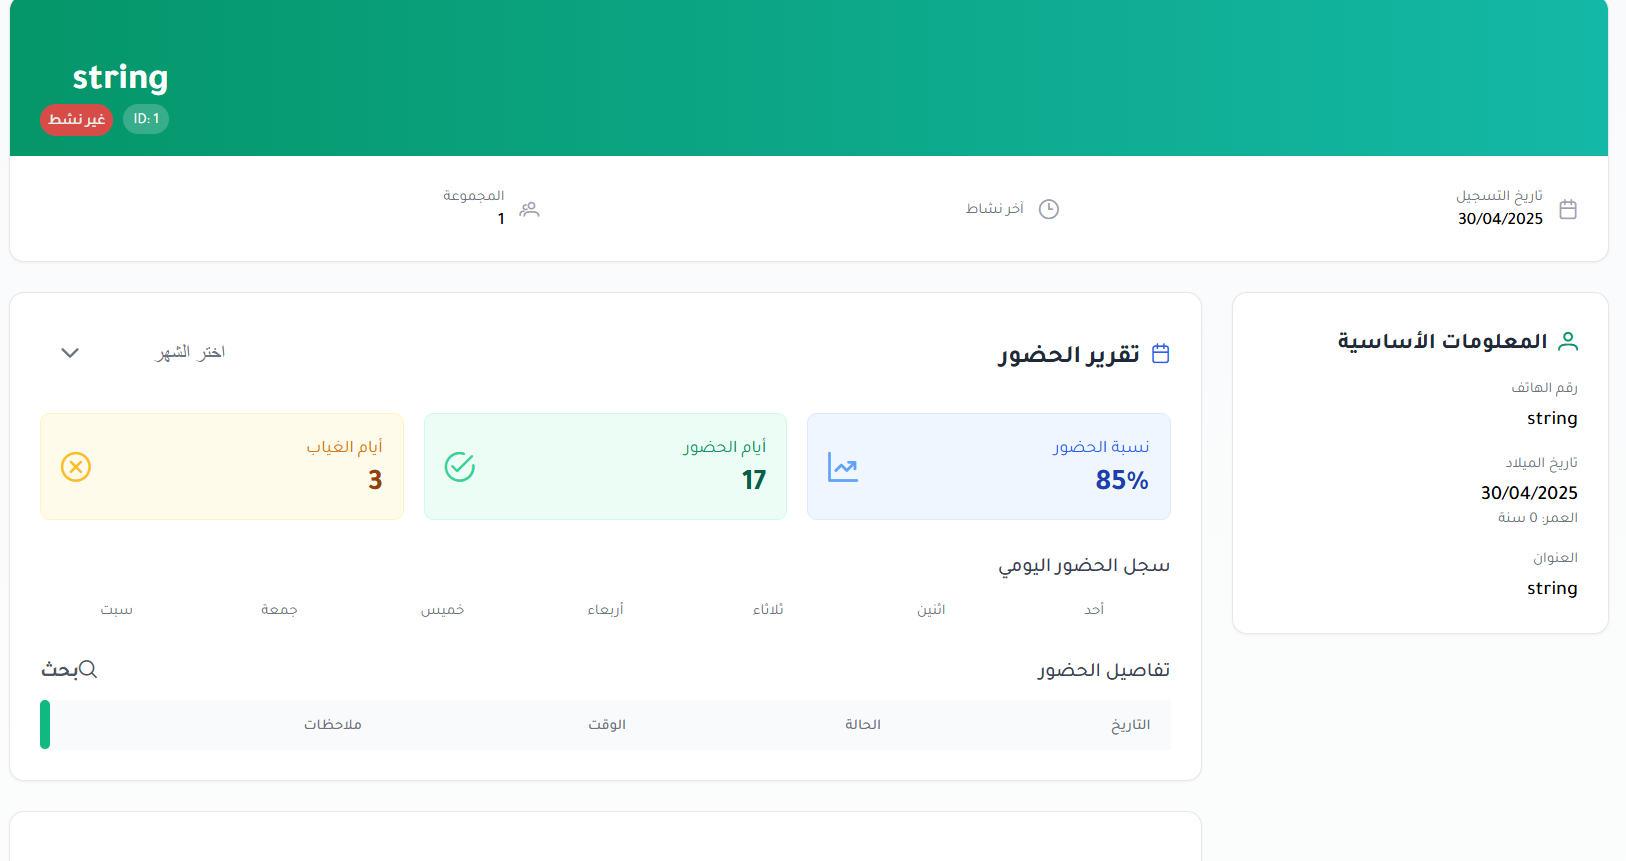 string
ID: 1
غير نشط
تاريخ التسجيل
30/04/2025
آخر نشاط
المجموعة
1
المعلومات الأساسية
رقم الهاتف
string
تاريخ الميلاد
30/04/2025
العمر: 0 سنة
العنوان
string
تقرير الحضور
اختر الشهر
نسبة الحضور
85%
أيام الحضور
17
أيام الغياب
3
سجل الحضور اليومي
أحد اثنين ثلاثاء أربعاء خميس جمعة سبت
تفاصيل الحضور
بحث
التاريخ الحالة الوقت ملاحظات